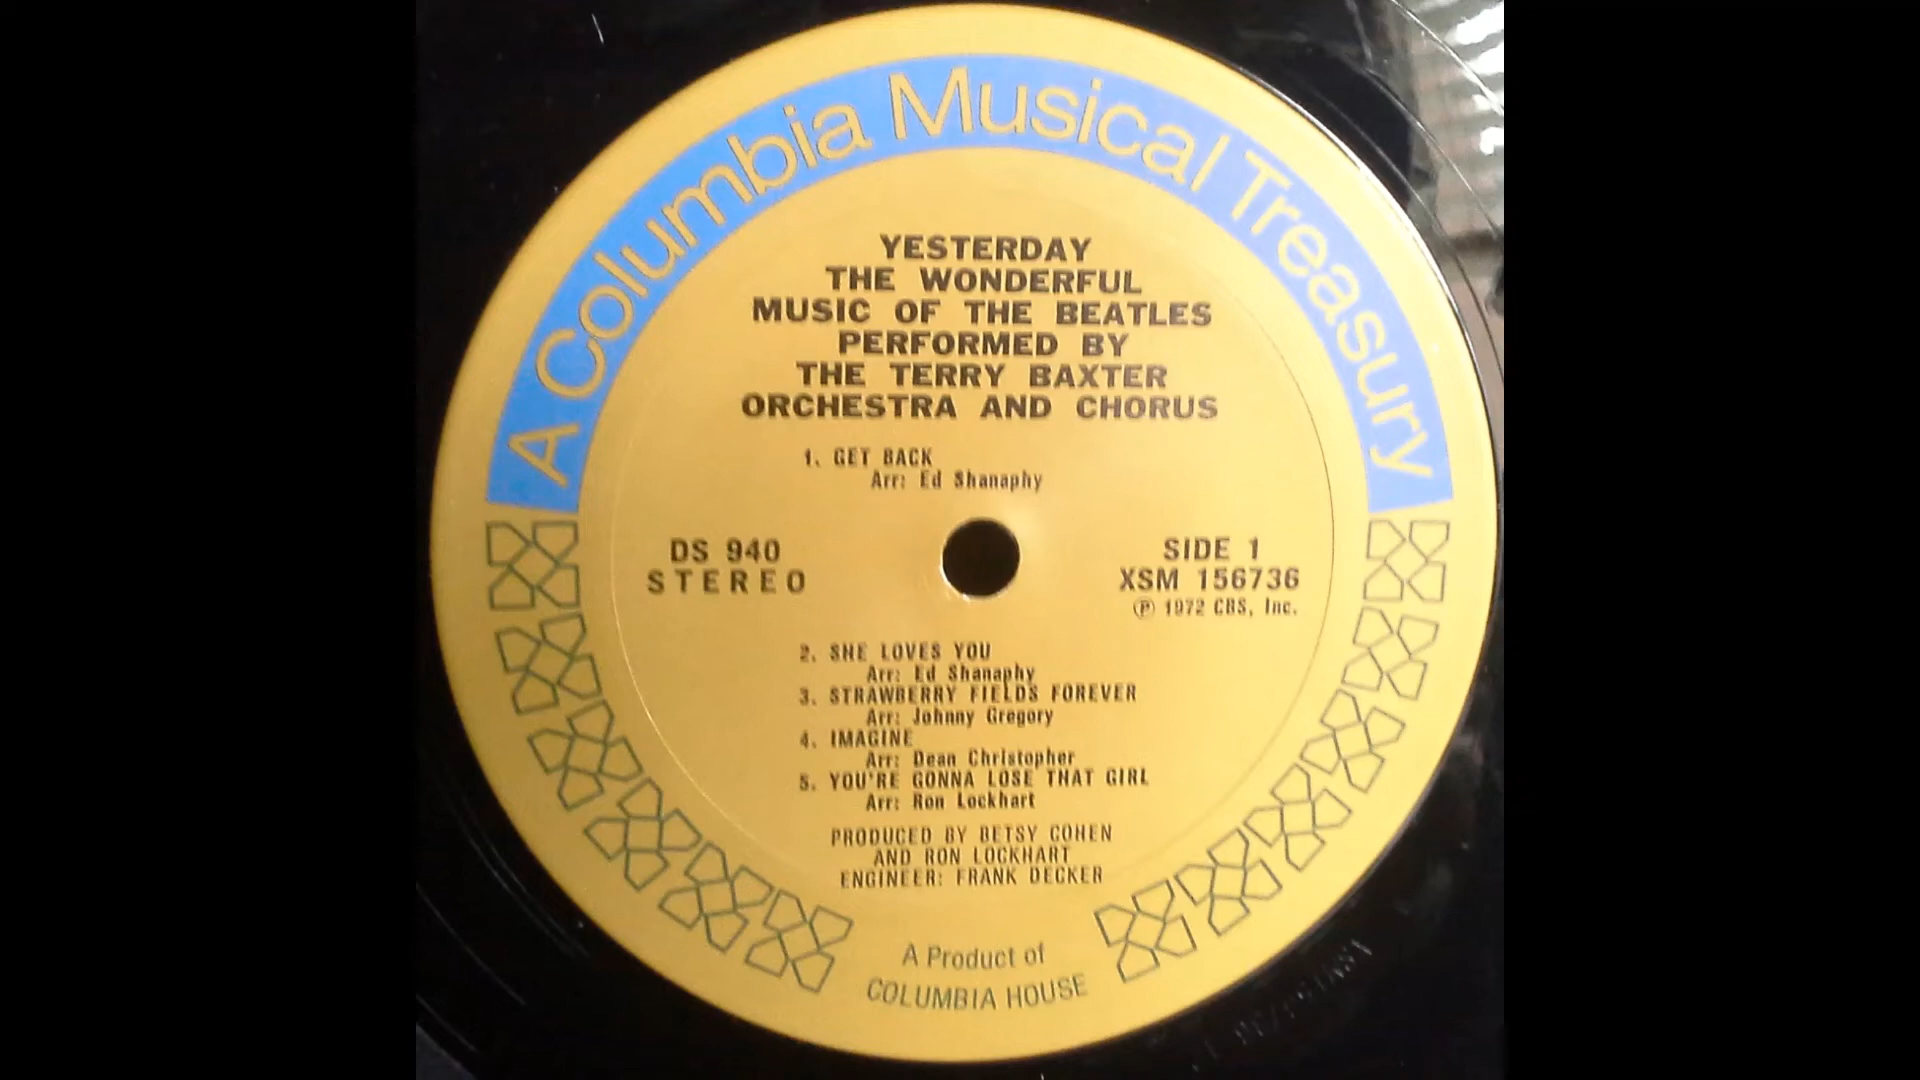 A Columbia Musical Treasury
YESTERDAY
THE WONDERFUL
MUSIC OF THE BEATLES
PERFORMED BY
THE TERRY BAXTER
ORCHESTRA AND CHORUS
1. GET BACK
Arr: Ed Shanaphy
DS 940
STEREO
SIDE 1
XSM 156736
℗ 1972 CBS, Inc.
2. SHE LOVES YOU
Arr: Ed Shanaphy
3. STRAWBERRY FIELDS FOREVER
Arr: Johnny Gregory
4. IMAGINE
Arr: Dean Christopher
5. YOU'RE GONNA LOSE THAT GIRL
Arr: Ron Lockhart
PRODUCED BY BETSY COHEN
AND RON LOCKHART
ENGINEER: FRANK DECKER
A Product of
COLUMBIA HOUSE